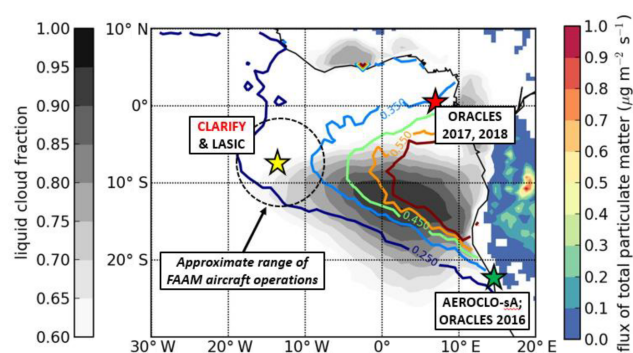 1.00
0.95
0.90
0.85
0.80
0.75
0.70
0.65
0.60
liquid cloud fraction
10° N
0°
10° S
20° S
30° S
30° W
20° W
10° W
0°
10° E
20° E
CLARIFY
& LASIC
Approximate range of
FAAM aircraft operations
ORACLES
2017, 2018
AEROCLO-sA;
ORACLES 2016
0.350
0.550
0.450
0.250
1.0
0.9
0.8
0.7
0.6
0.5
0.4
0.3
0.2
0.1
0.0
flux of total particulate matter (μg m⁻² s⁻¹)